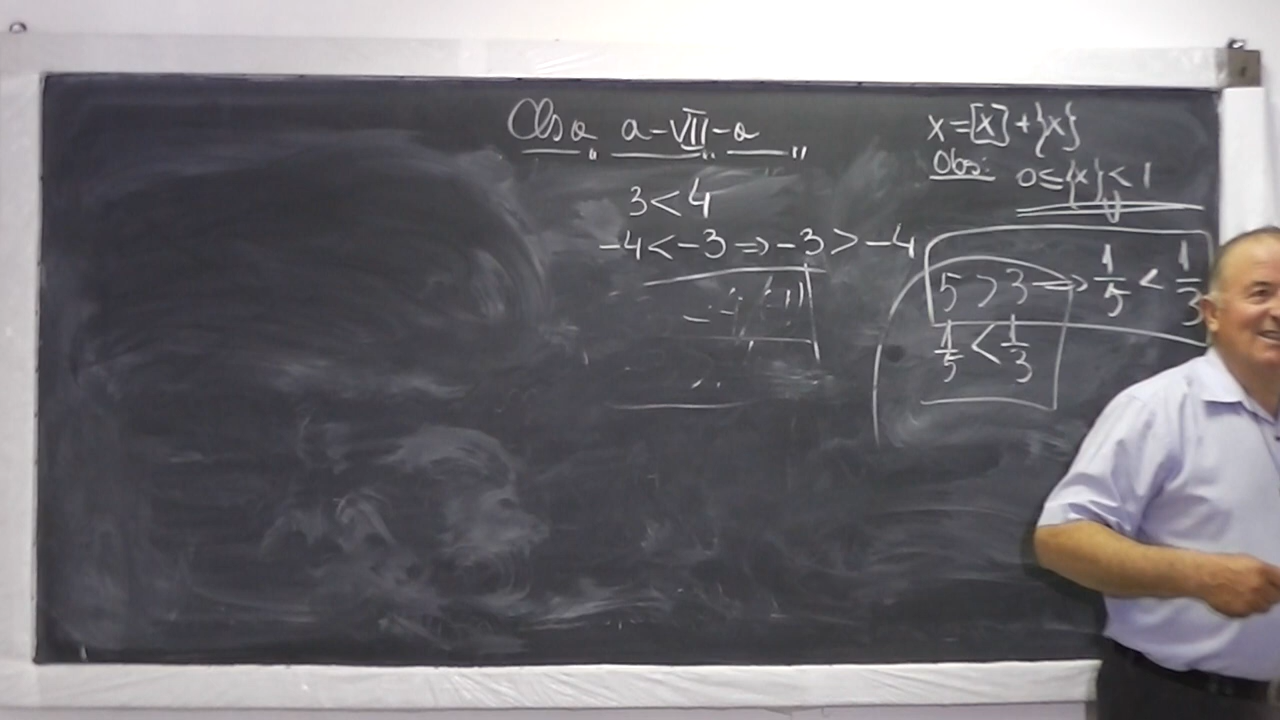 a-VII-a
3<4
-4<-3⇒-3>-4
x=[x]+{x}
Obs: 0≤{x}<1
5>3⇒1/5<1/3
1/5<1/3